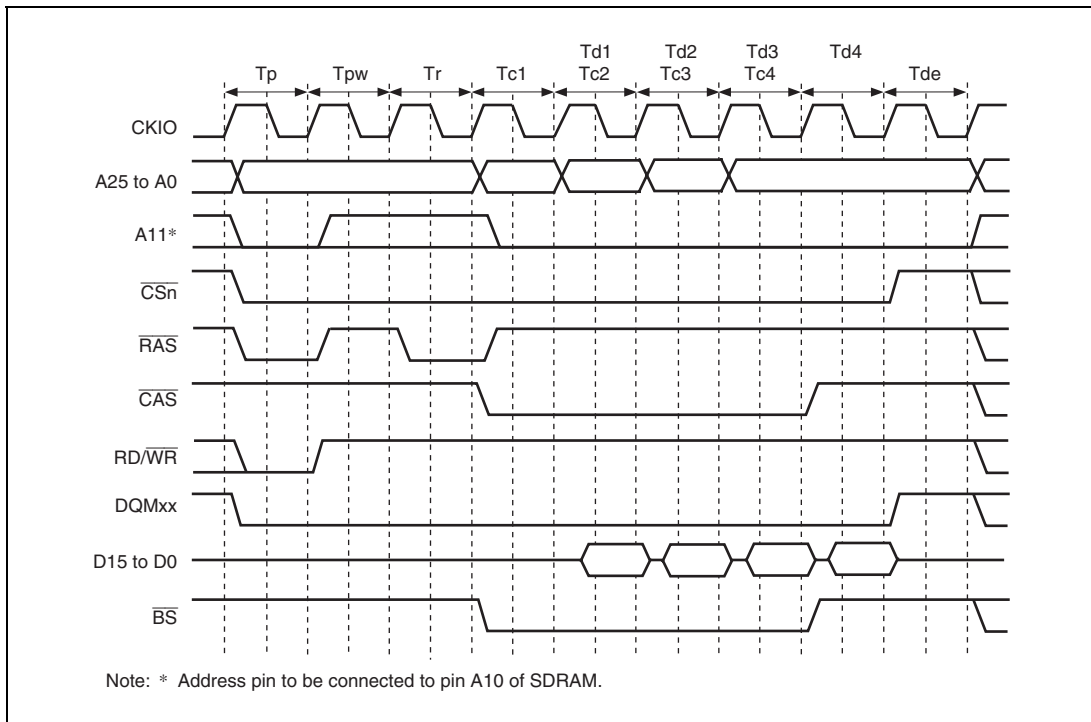 Td1 Td2 Td3 Td4
Tp Tpw Tr Tc1 Tc2 Tc3 Tc4 Tde
CKIO
A25 to A0
A11*
CSn
RAS
CAS
RD/WR
DQMxx
D15 to D0
BS
Note: * Address pin to be connected to pin A10 of SDRAM.